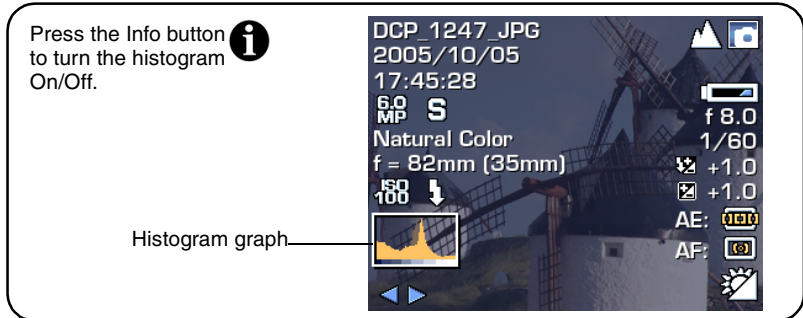 Press the Info button
to turn the histogram
On/Off.
Histogram graph
DCP_1247_JPG
2005/10/05
17:45:28
6.0
MP S
Natural Color
f = 82mm (35mm)
ISO
100
f 8.0
1/60
+1.0
+1.0
AE:
AF: